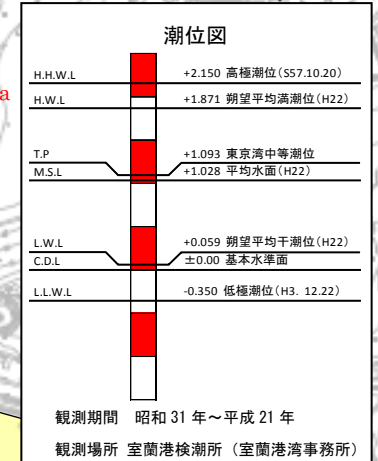 潮位図
H.H.W.L +2.150 高極潮位(S57.10.20)
a
H.W.L +1.871 朔望平均満潮位(H22)
T.P +1.093 東京湾中等潮位
M.S.L +1.028 平均水面(H22)
L.W.L +0.059 朔望平均干潮位(H22)
C.D.L ±0.00 基本水準面
L.L.W.L -0.350 低極潮位(H3. 12.22)
観測期間 昭和 31 年～平成 21 年
観測場所 室蘭港検潮所（室蘭港湾事務所）